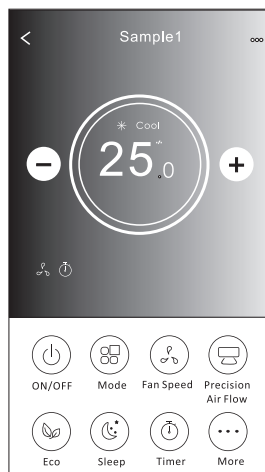 Sample1
Cool
25.0
ON/OFF
Mode
Fan Speed
Precision
Air Flow
Eco
Sleep
Timer
More